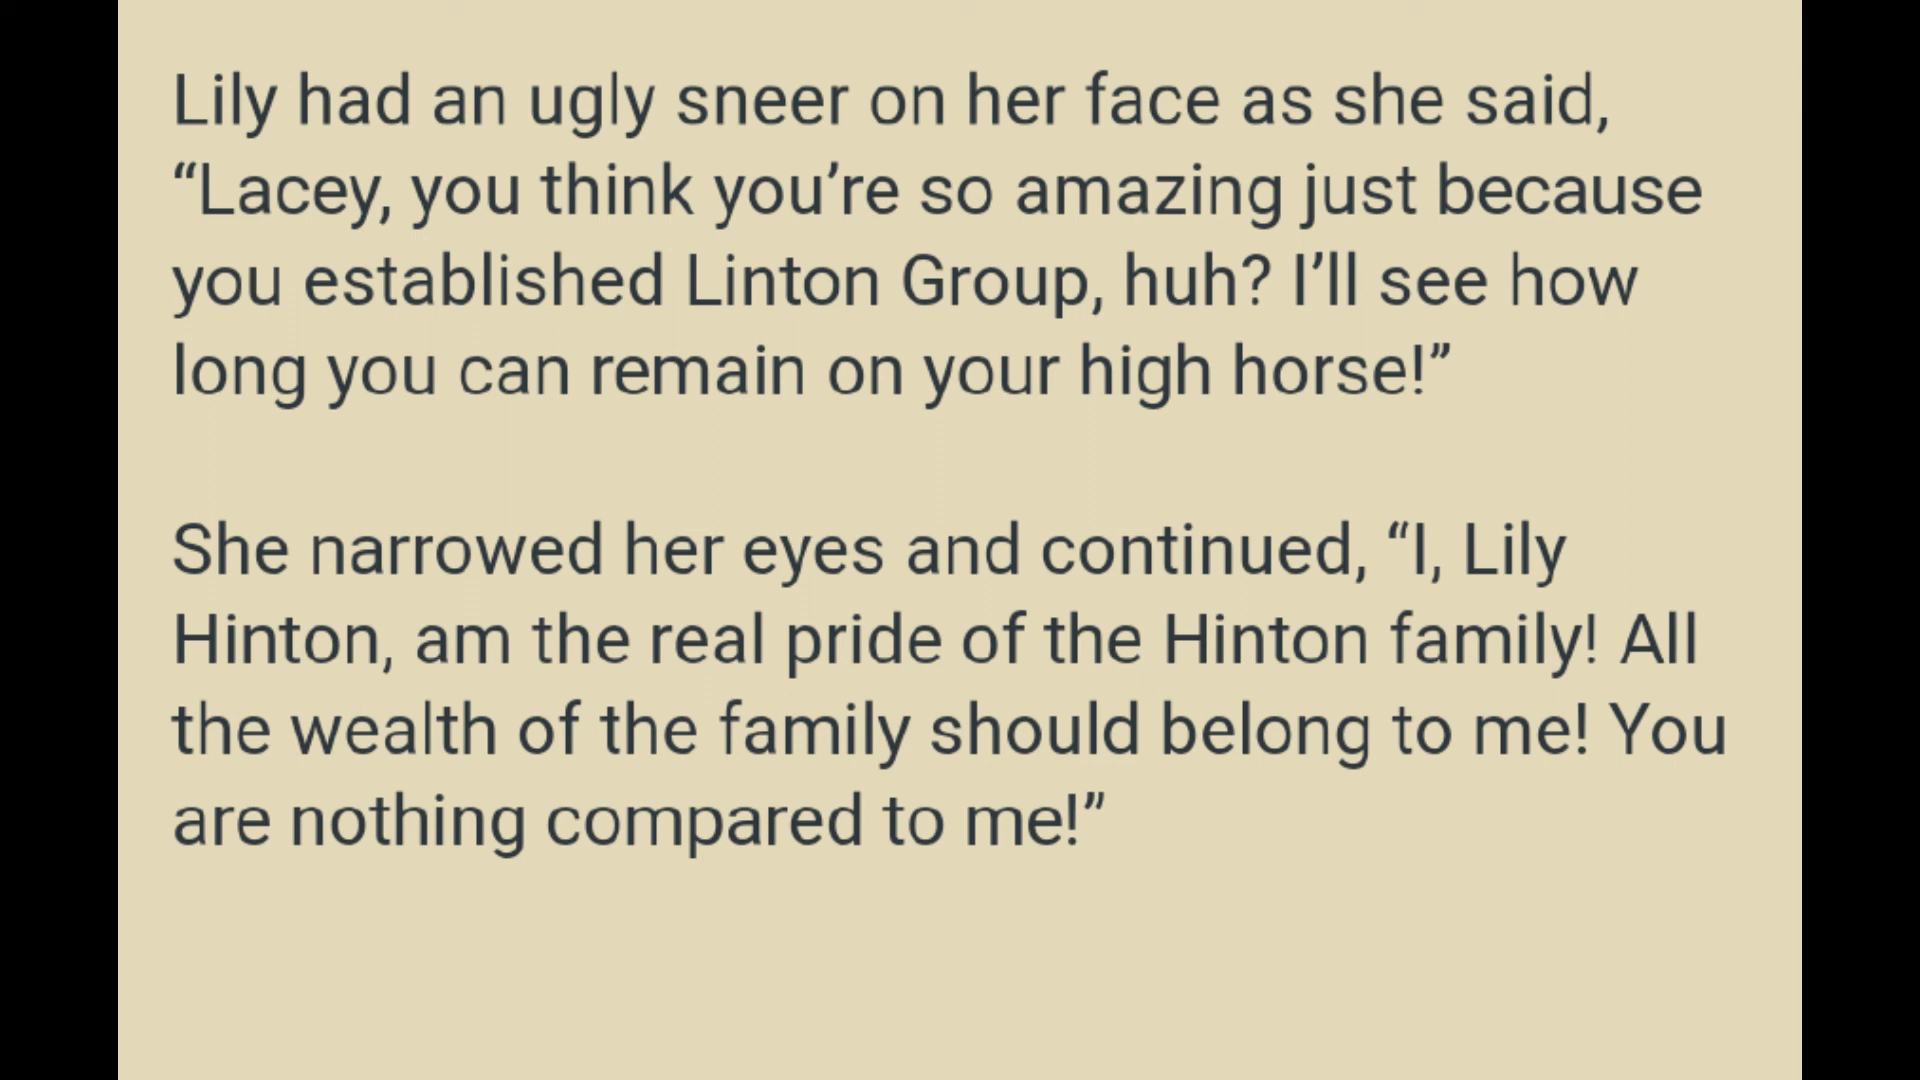 Lily had an ugly sneer on her face as she said,
“Lacey, you think you’re so amazing just because
you established Linton Group, huh? I’ll see how
long you can remain on your high horse!”
She narrowed her eyes and continued, “I, Lily
Hinton, am the real pride of the Hinton family! All
the wealth of the family should belong to me! You
are nothing compared to me!”